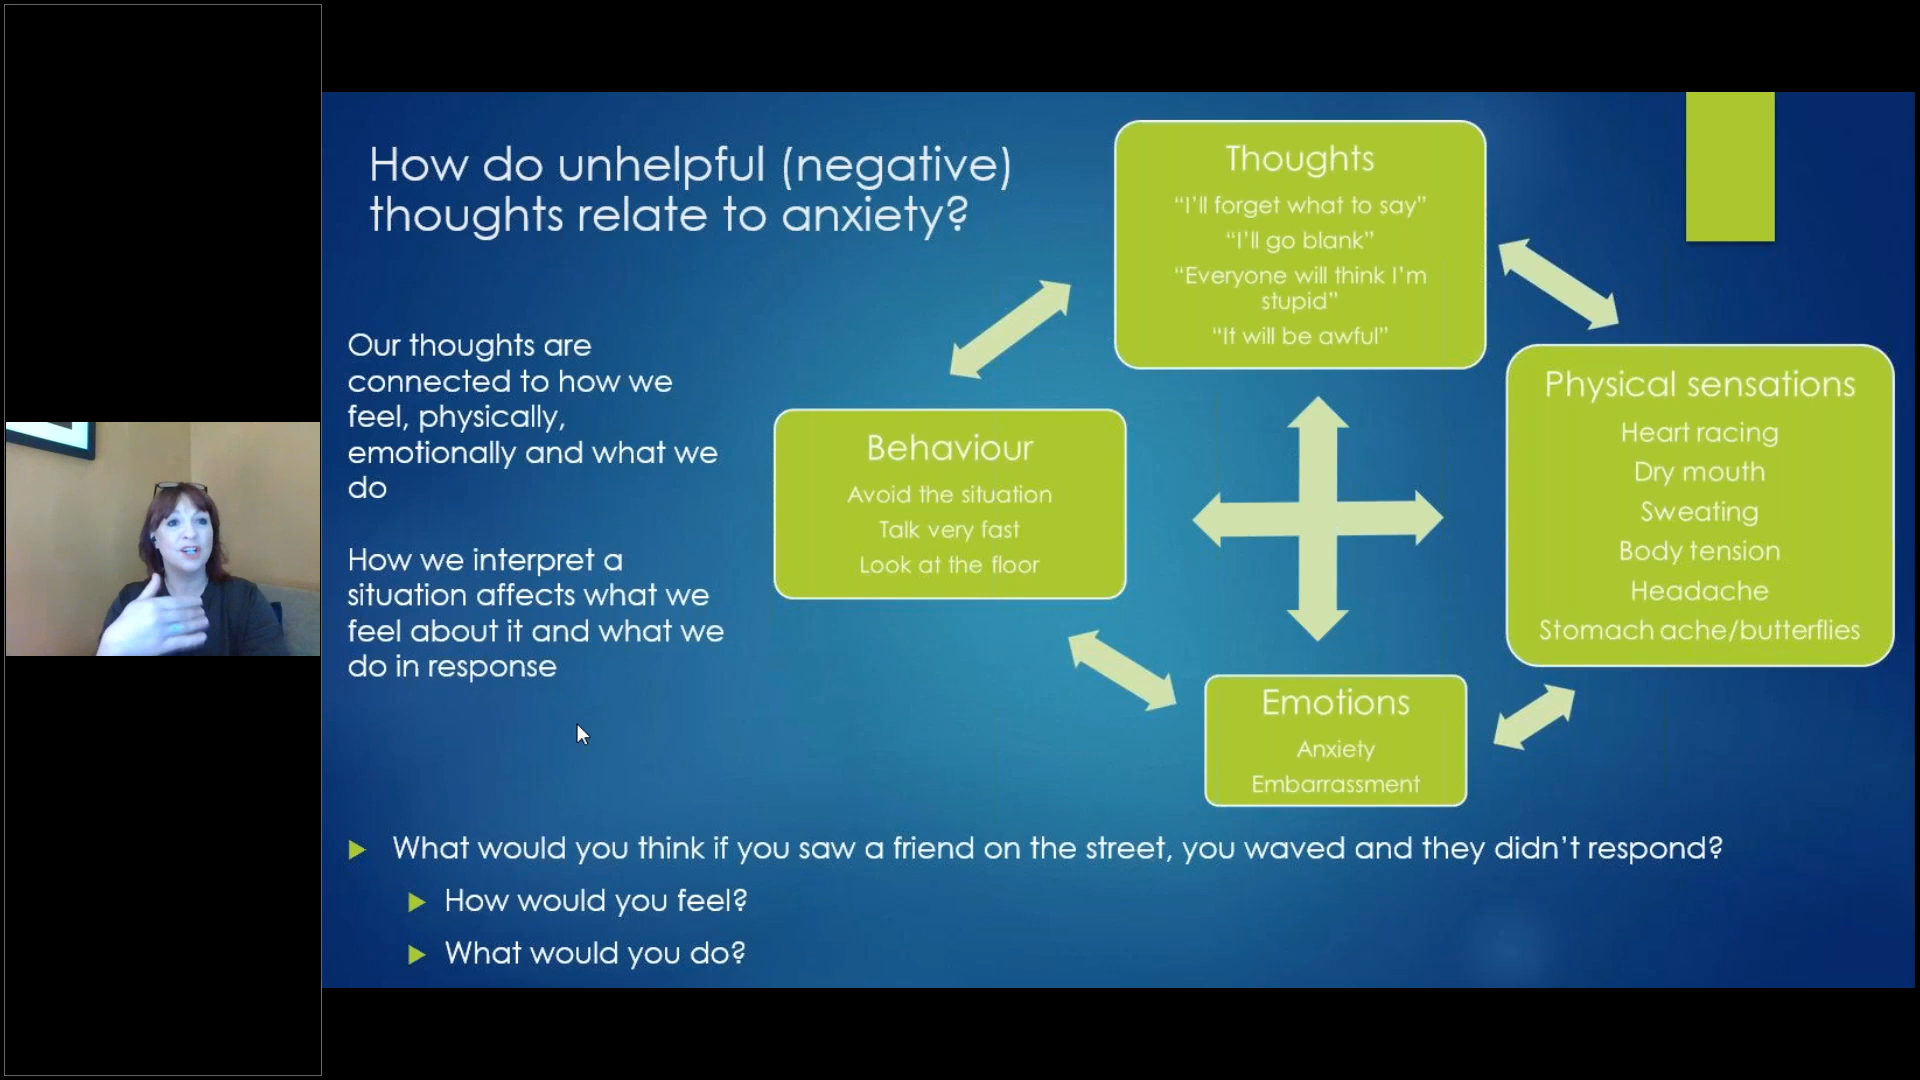 How do unhelpful (negative)
thoughts relate to anxiety?
Our thoughts are
connected to how we
feel, physically,
emotionally and what we
do
How we interpret a
situation affects what we
feel about it and what we
do in response
Thoughts
“I’ll forget what to say”
“I’ll go blank”
“Everyone will think I’m
stupid”
“It will be awful”
Physical sensations
Heart racing
Dry mouth
Sweating
Body tension
Headache
Stomach ache/butterflies
Behaviour
Avoid the situation
Talk very fast
Look at the floor
Emotions
Anxiety
Embarrassment
What would you think if you saw a friend on the street, you waved and they didn’t respond?
How would you feel?
What would you do?